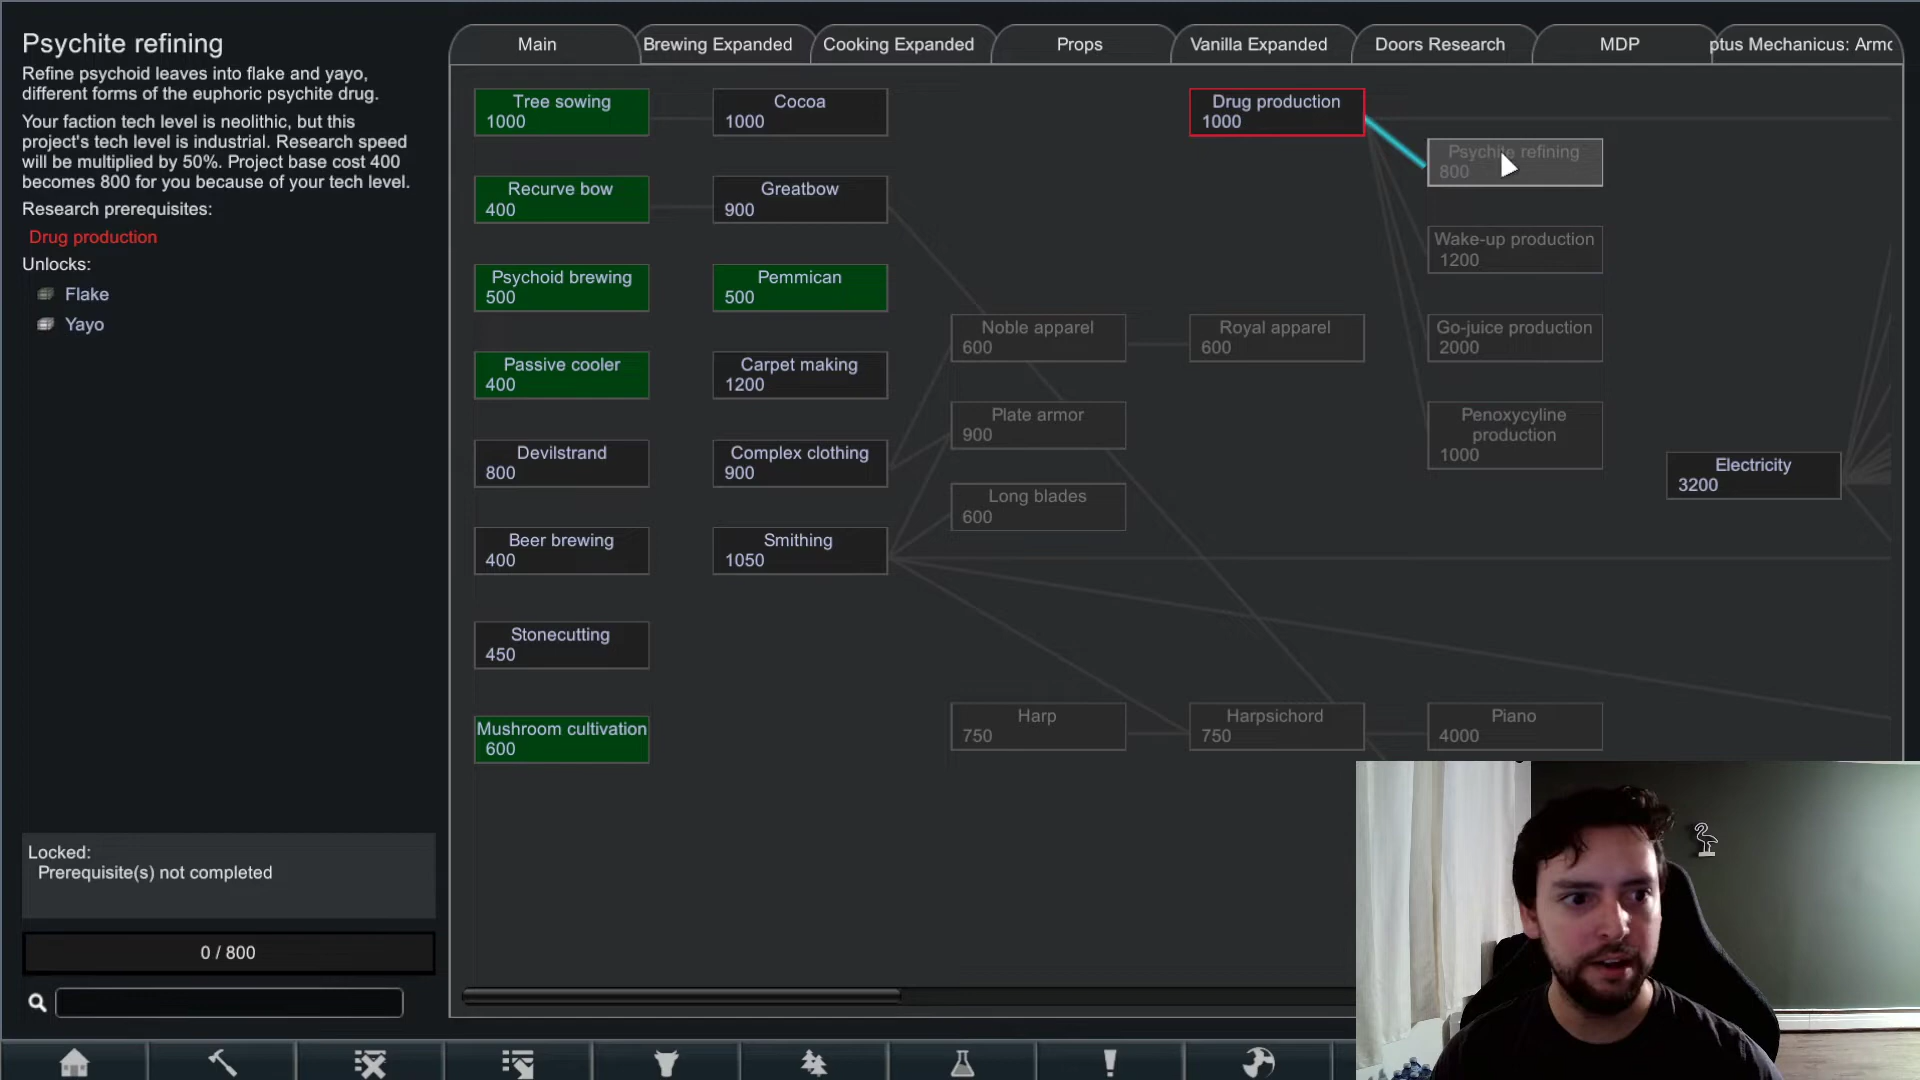 Psychite refining
Refine psychoid leaves into flake and yayo,
different forms of the euphoric psychite drug.
Your faction tech level is neolithic, but this
project's tech level is industrial. Research speed
will be multiplied by 50%. Project base cost 400
becomes 800 for you because of your tech level.
Research prerequisites:
Drug production
Unlocks:
Flake
Yayo
Locked:
Prerequisite(s) not completed
0 / 800
Main
Brewing Expanded
Cooking Expanded
Props
Vanilla Expanded
Doors Research
MDP
ptus Mechanicus: Armo
Tree sowing
1000
Cocoa
1000
Drug production
1000
Psychite refining
800
Recurve bow
400
Greatbow
900
Wake-up production
1200
Psychoid brewing
500
Pemmican
500
Noble apparel
600
Royal apparel
600
Go-juice production
2000
Passive cooler
400
Carpet making
1200
Plate armor
900
Penoxycyline
production
1000
Devilstrand
800
Complex clothing
900
Long blades
600
Electricity
3200
Beer brewing
400
Smithing
1050
Stonecutting
450
Mushroom cultivation
600
Harp
750
Harpsichord
750
Piano
4000